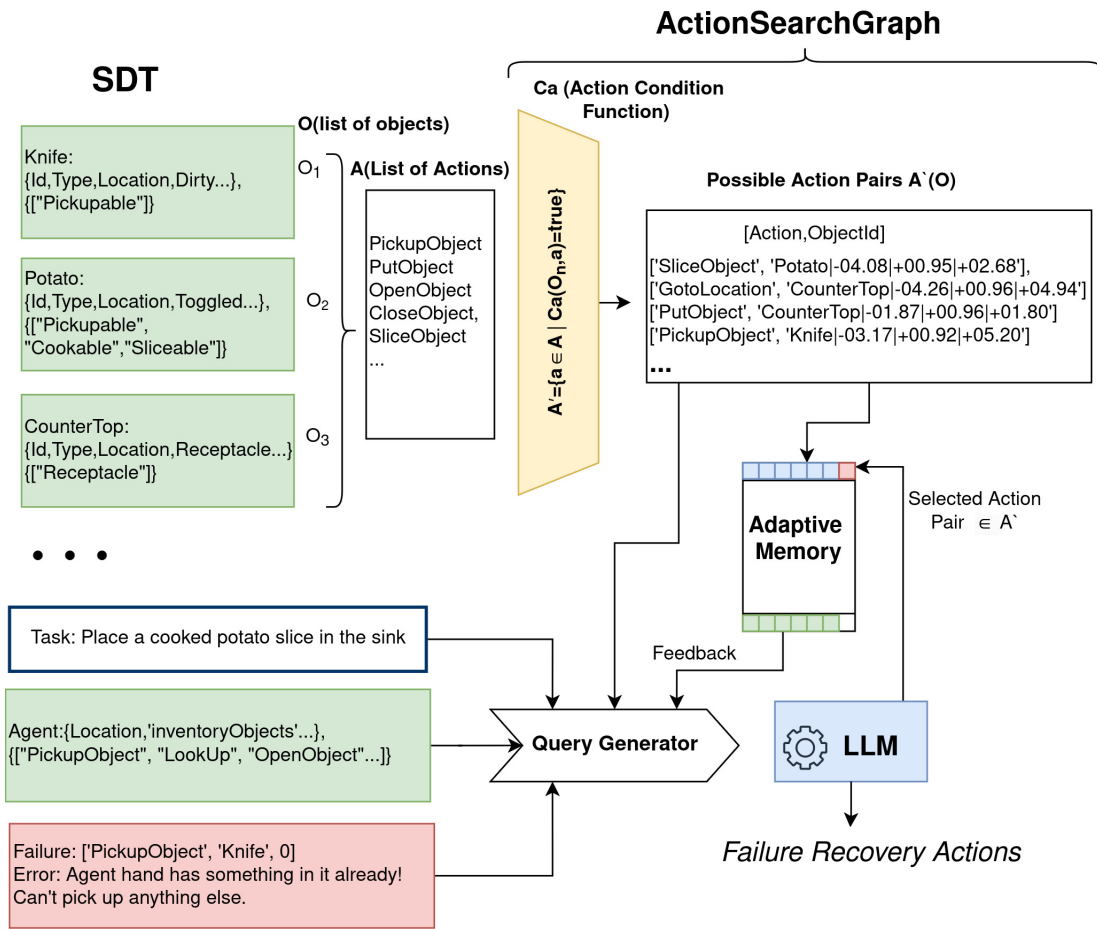 ActionSearchGraph
SDT
Ca (Action Condition
Function)
O(list of objects)
Knife:
{Id,Type,Location,Dirty...},
{["Pickupable"]}
O1
A(List of Actions)
Possible Action Pairs A`(O)
PickupObject
PutObject
OpenObject
CloseObject,
SliceObject
...
A′={a ∈ A | Ca(On,a)=true}
[Action,ObjectId]
['SliceObject', 'Potato|-04.08|+00.95|+02.68'],
['GotoLocation', 'CounterTop|-04.26|+00.96|+04.94']
['PutObject', 'CounterTop|-01.87|+00.96|+01.80']
['PickupObject', 'Knife|-03.17|+00.92|+05.20']
...
Potato:
{Id,Type,Location,Toggled...},
{["Pickupable",
"Cookable","Sliceable"]}
O2
CounterTop:
{Id,Type,Location,Receptacle...}
{["Receptacle"]}
O3
Selected Action
Pair ∈ A`
Adaptive
Memory
• • •
Task: Place a cooked potato slice in the sink
Feedback
Agent:{Location,'inventoryObjects'...},
{["PickupObject", "LookUp", "OpenObject"...]}
Query Generator
LLM
Failure: ['PickupObject', 'Knife', 0]
Error: Agent hand has something in it already!
Can't pick up anything else.
Failure Recovery Actions